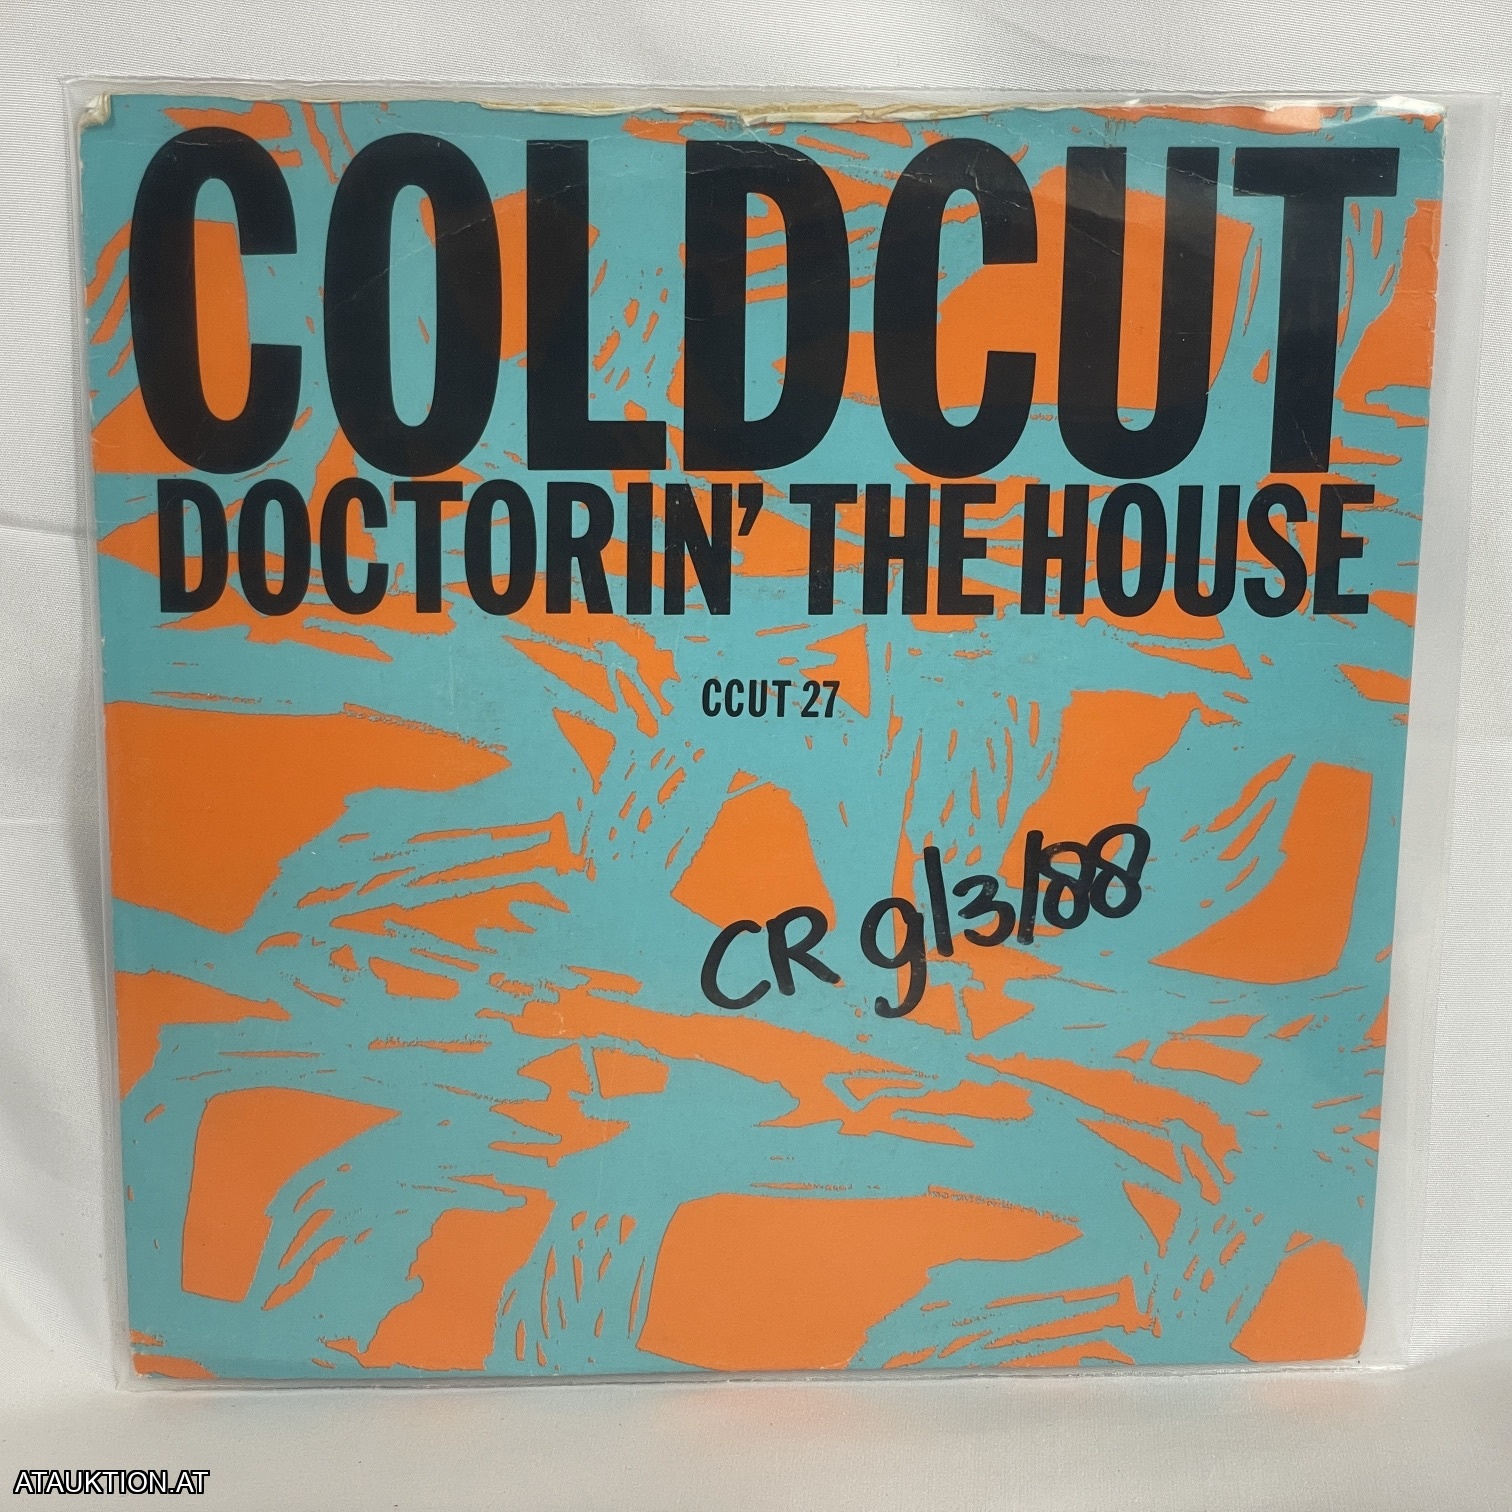 COLDCUT
DOCTORIN' THE HOUSE
CCUT 27
CR 9/3/88
ATAUKTION.AT